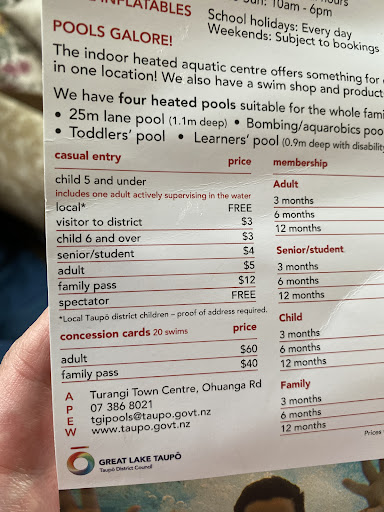 INFLATABLES
10am - 6pm
School holidays: Every day
Weekends: Subject to bookings
POOLS GALORE!
The indoor heated aquatic centre offers something for
in one location! We also have a swim shop and product
We have four heated pools suitable for the whole fami
• 25m lane pool (1.1m deep) • Bombing/aquarobics poo
• Toddlers' pool • Learners' pool (0.9m deep with disability
casual entry price
child 5 and under
includes one adult actively supervising in the water
local* FREE
visitor to district $3
child 6 and over $3
senior/student $4
adult $5
family pass $12
spectator FREE
*Local Taupō district children – proof of address required.
concession cards 20 swims price
adult $60
family pass $40
A Turangi Town Centre, Ohuanga Rd
P 07 386 8021
E tgipools@taupo.govt.nz
W www.taupo.govt.nz
GREAT LAKE TAUPŌ
Taupō District Council
membership
Adult
3 months
6 months
12 months
Senior/student
3 months
6 months
12 months
Child
3 months
6 months
12 months
Family
3 months
6 months
12 months
Prices